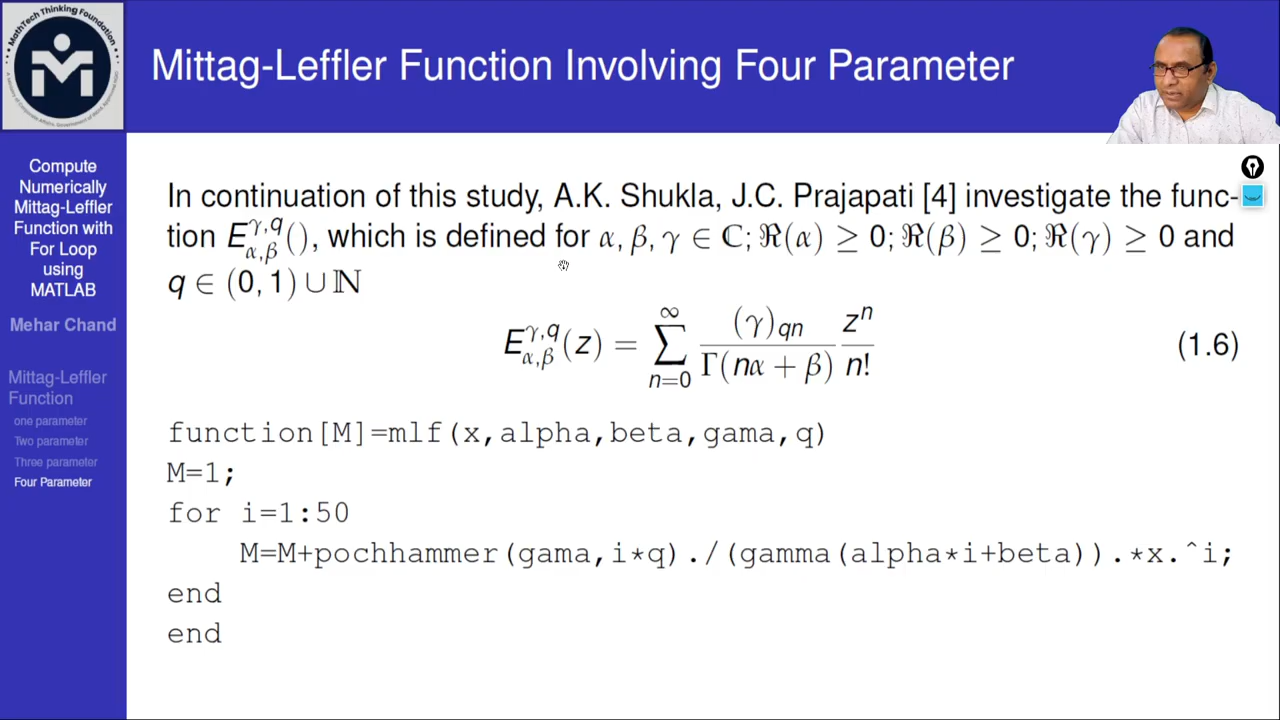 MathTech Thinking Foundation
Mittag-Leffler Function Involving Four Parameter
Compute
Numerically
Mittag-Leffler
Function with
For Loop
using
MATLAB
Mehar Chand
Mittag-Leffler
Function
one parameter
Two parameter
Three parameter
Four Parameter
In continuation of this study, A.K. Shukla, J.C. Prajapati [4] investigate the func-
tion E^{γ,q}_{α,β}(), which is defined for α, β, γ ∈ ℂ; ℜ(α) ≥ 0; ℜ(β) ≥ 0; ℜ(γ) ≥ 0 and
q ∈ (0, 1) ∪ ℕ
E^{γ,q}_{α,β}(z) = ∑_{n=0}^{∞} (γ)_{qn} / Γ(nα + β) z^n / n! (1.6)
function[M]=mlf(x,alpha,beta,gama,q)
M=1;
for i=1:50
M=M+pochhammer(gama,i*q)./(gamma(alpha*i+beta)).*x.^i;
end
end